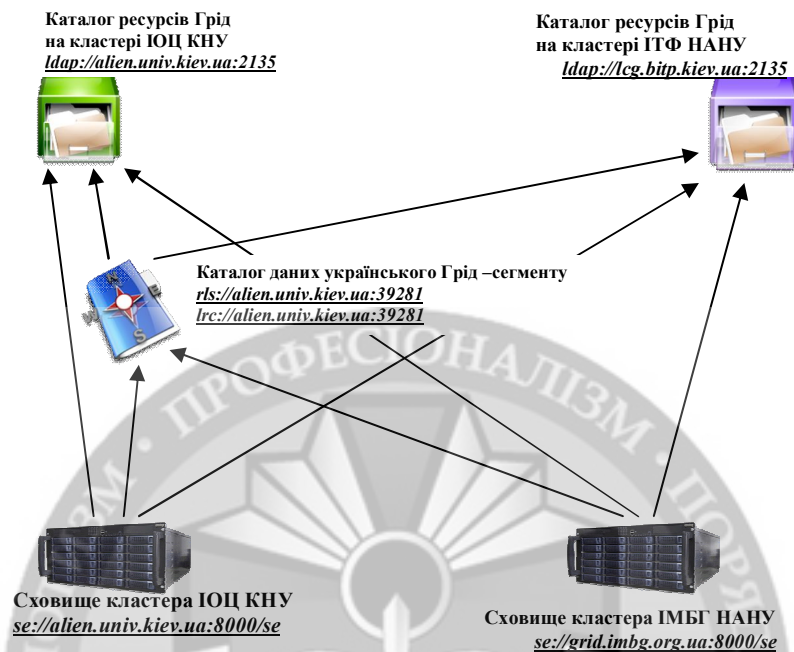 Каталог ресурсів Грід
на кластері ІОЦ КНУ
ldap://alien.univ.kiev.ua:2135
Каталог ресурсів Грід
на кластері ІТФ НАНУ
ldap://lcg.bitp.kiev.ua:2135
W
N
E
S
Каталог даних українського Грід –сегменту
rls://alien.univ.kiev.ua:39281
lrc://alien.univ.kiev.ua:39281
ПРОФЕСІОНАЛІЗМ
Сховище кластера ІОЦ КНУ
se://alien.univ.kiev.ua:8000/se
Сховище кластера ІМБГ НАНУ
se://grid.imbg.org.ua:8000/se